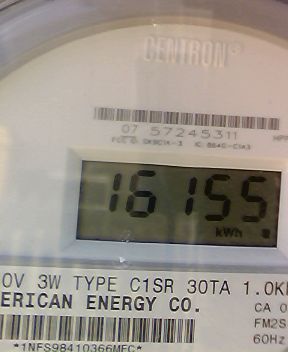 CENTRON®
07 57245311
16155
kWh
0V 3W TYPE C1SR 30TA 1.0K
ERICAN ENERGY CO.
CA 0
FM2S
60Hz
*1NFS98410366MFC*